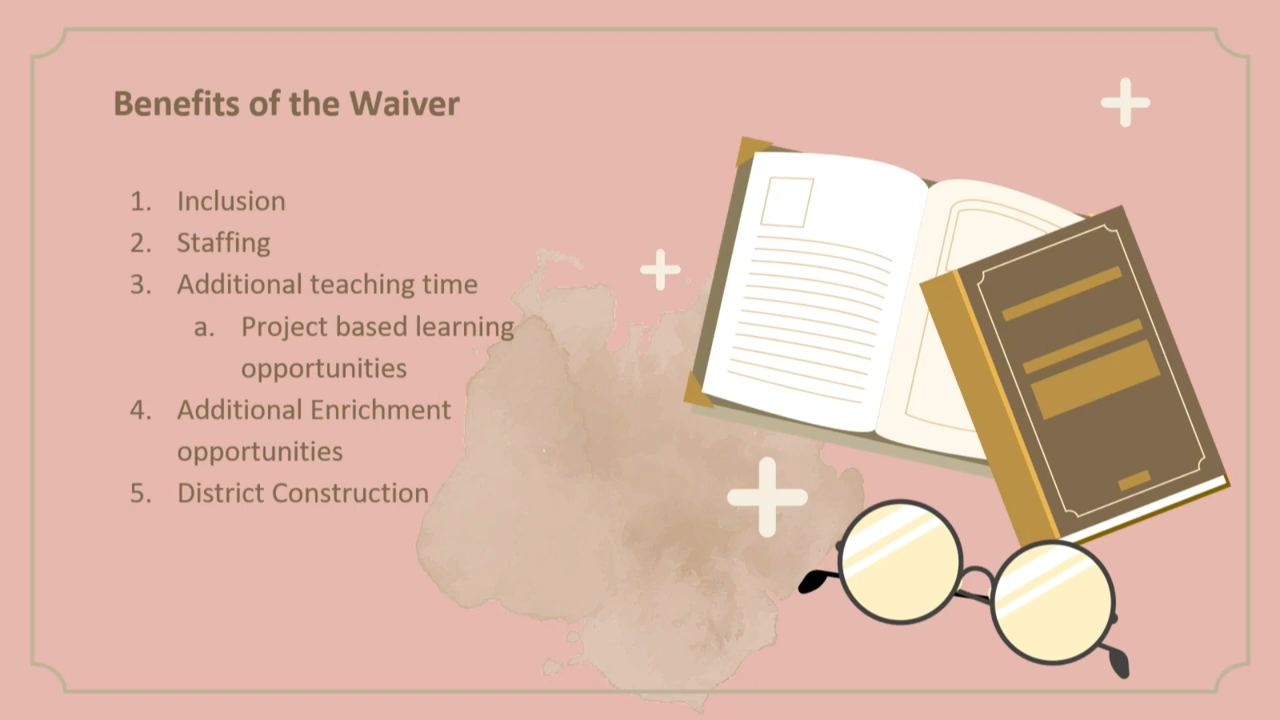 Benefits of the Waiver
1. Inclusion
2. Staffing
3. Additional teaching time
a. Project based learning
opportunities
4. Additional Enrichment
opportunities
5. District Construction